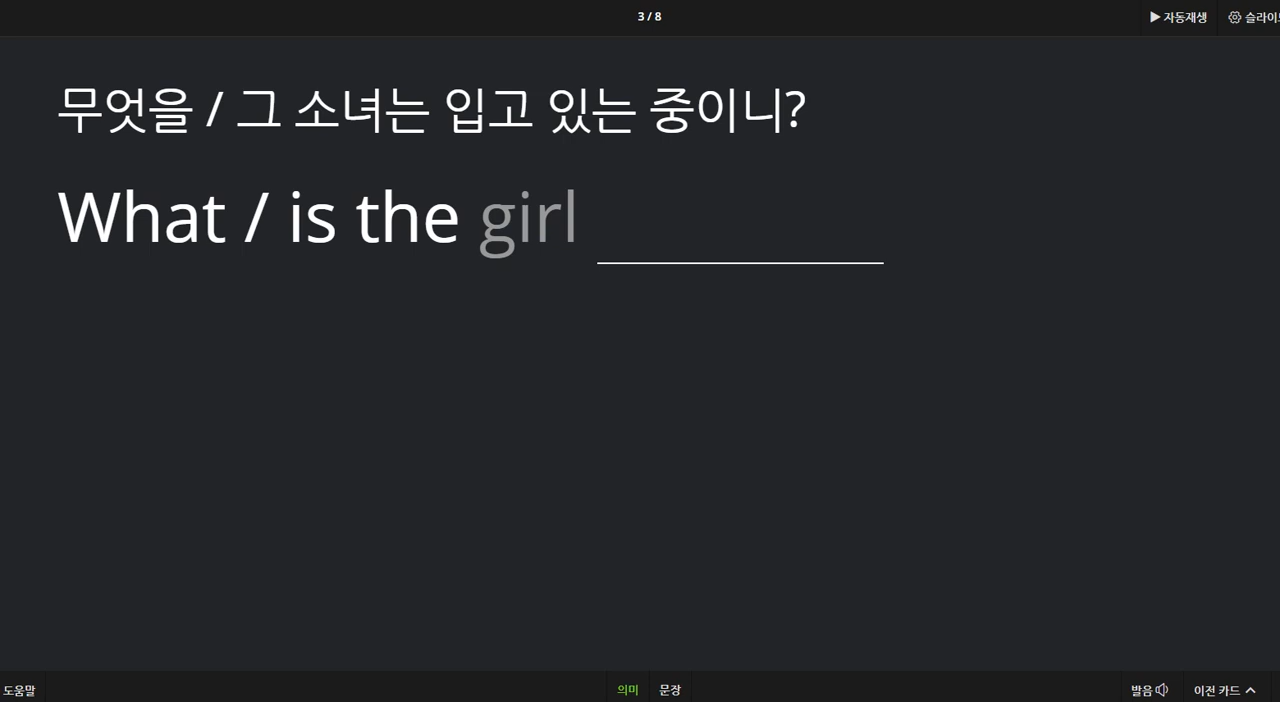 3 / 8
▶ 자동재생
슬라이
무엇을 / 그 소녀는 입고 있는 중이니?
What / is the girl ____________
도움말
의미
문장
발음
이전 카드